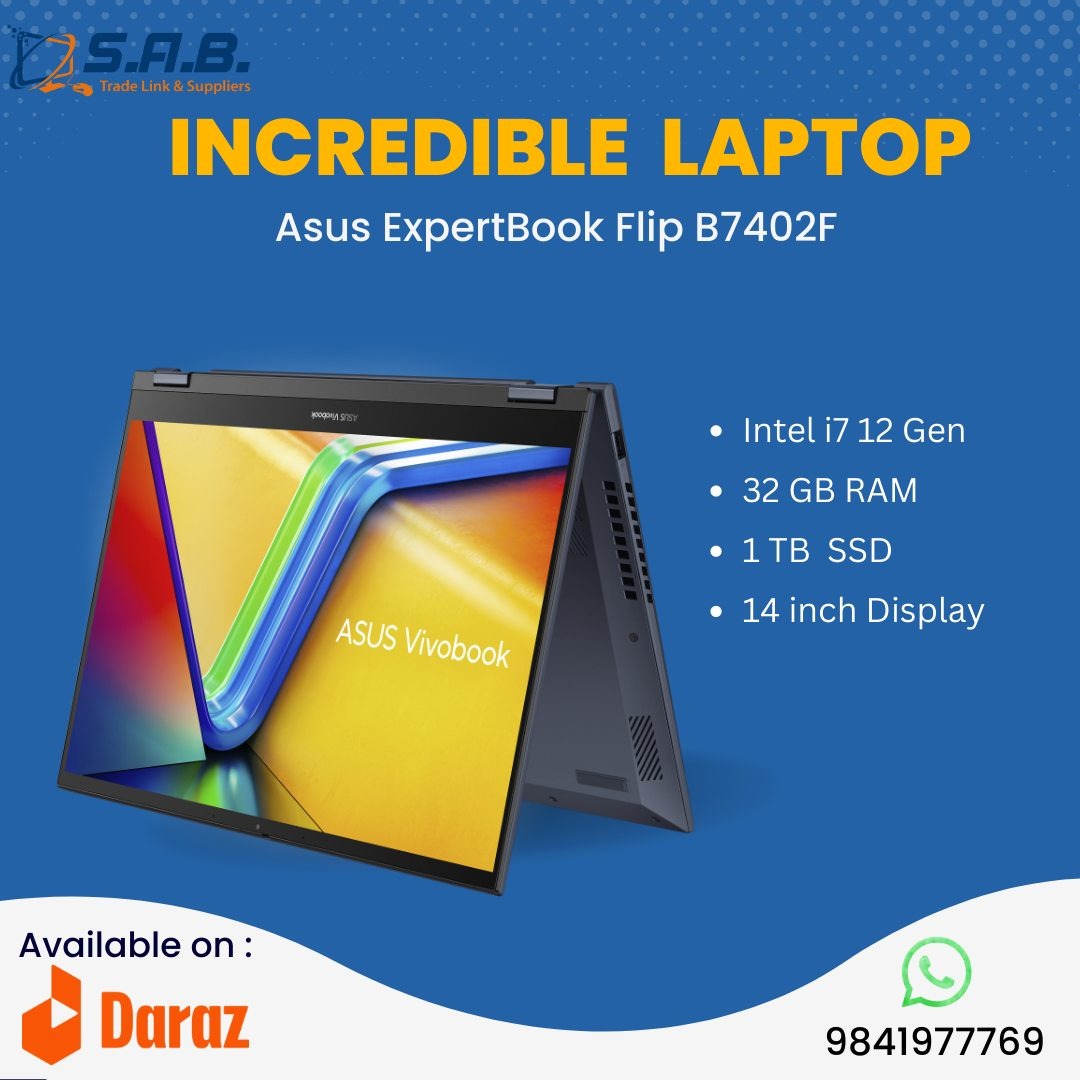 S.A.B.
Trade Link & Suppliers
INCREDIBLE LAPTOP
Asus ExpertBook Flip B7402F
ASUS Vivobook
• Intel i7 12 Gen
• 32 GB RAM
• 1 TB SSD
• 14 inch Display
ASUS Vivobook
Available on :
Daraz
9841977769